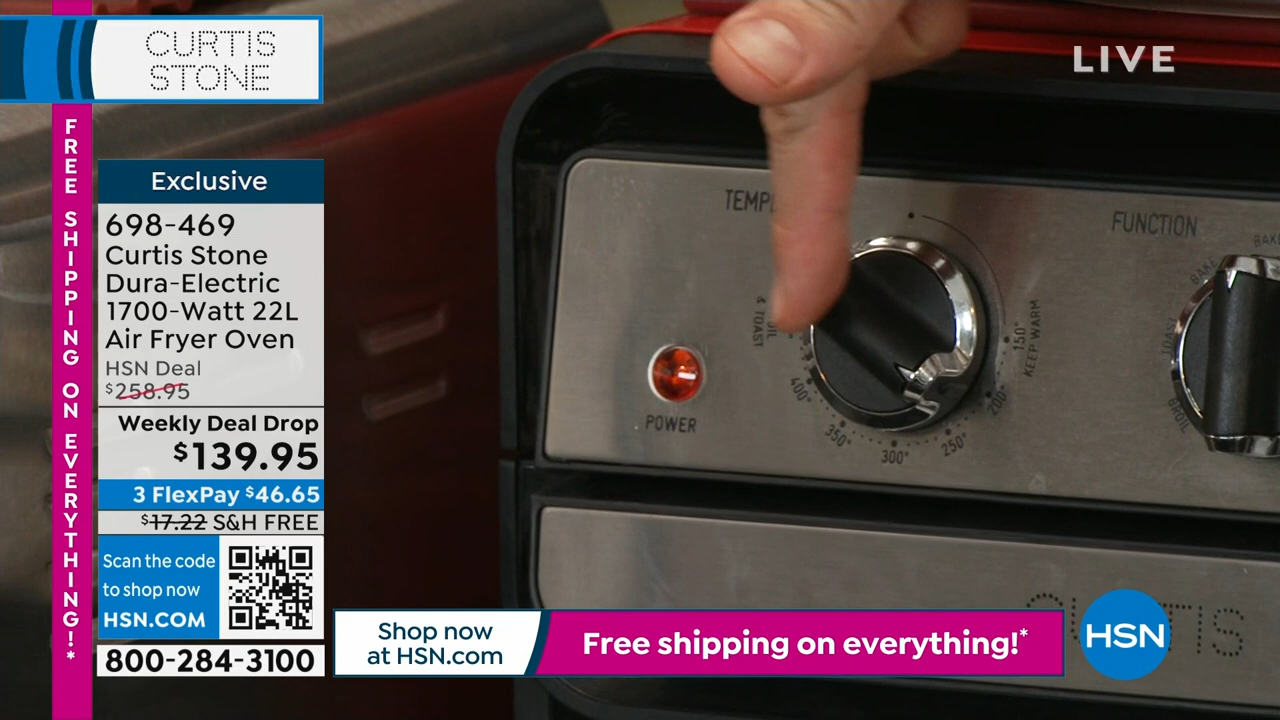 CURTIS
STONE
LIVE
FREE SHIPPING ON EVERYTHING!*
Exclusive
698-469
Curtis Stone
Dura-Electric
1700-Watt 22L
Air Fryer Oven
HSN Deal
$258.95
Weekly Deal Drop
$139.95
3 FlexPay $46.65
$17.22 S&H FREE
Scan the code
to shop now
HSN.COM
800-284-3100
Shop now
at HSN.com
Free shipping on everything!*
HSN
FUNCTION
& TOAST
150°
KEEP WARM
200°
250°
300°
350°
400°
POWER
BAKE
TOAST
BROIL